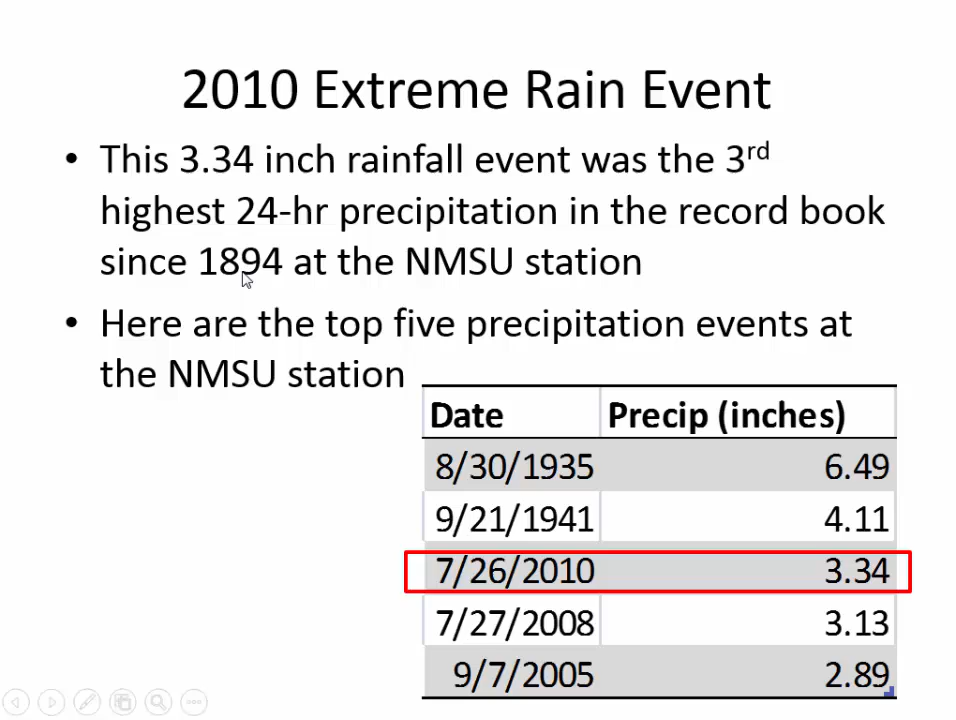 2010 Extreme Rain Event
• This 3.34 inch rainfall event was the 3rd
highest 24-hr precipitation in the record book
since 1894 at the NMSU station
• Here are the top five precipitation events at
the NMSU station
Date Precip (inches)
8/30/1935 6.49
9/21/1941 4.11
7/26/2010 3.34
7/27/2008 3.13
9/7/2005 2.89